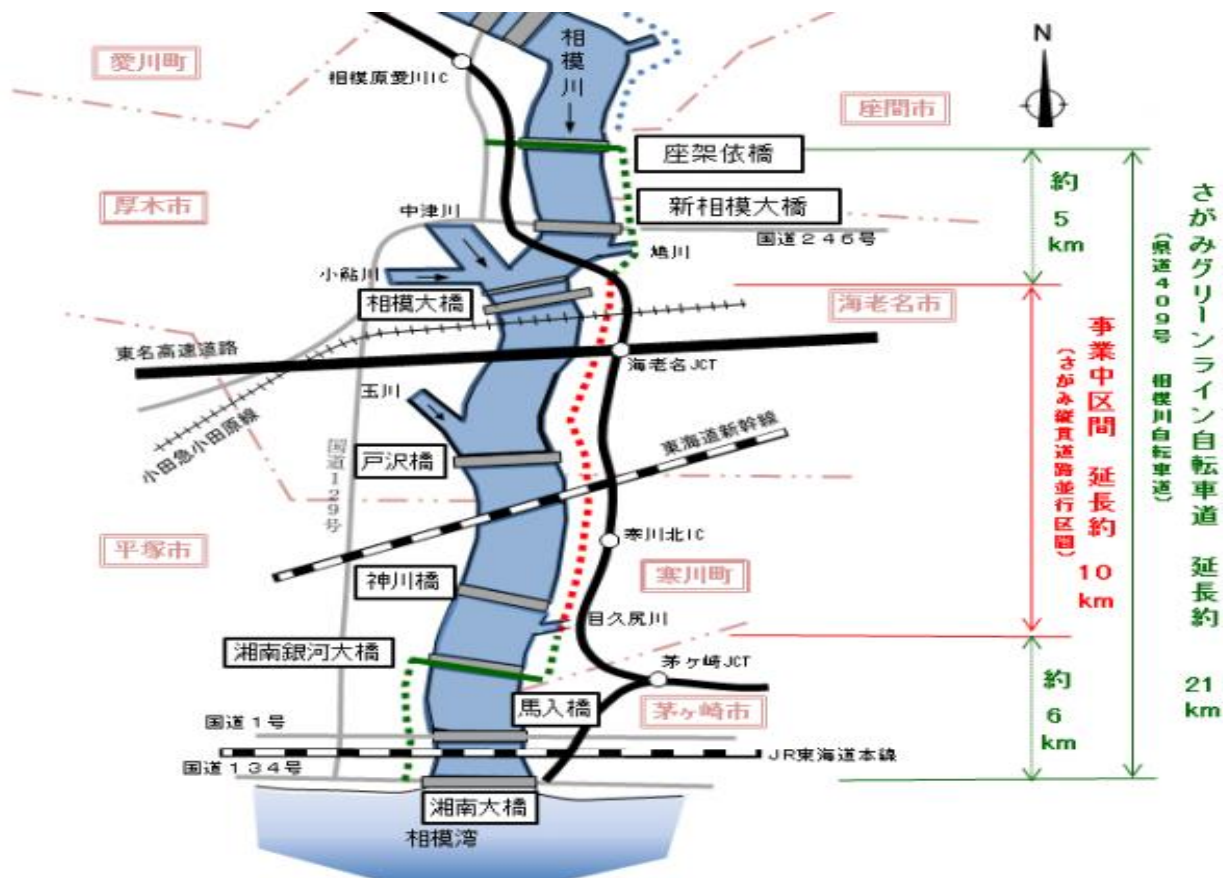 相模川
N
愛川町
相模原愛川IC
座間市
座架依橋
約5km
厚木市
中津川
新相模大橋
国道246号
小鮎川
鳩川
相模大橋
海老名市
東名高速道路
海老名JCT
玉川
小田急小田原線
国道129号
戸沢橋
東海道新幹線
平塚市
寒川北IC
神川橋
寒川町
目久尻川
湘南銀河大橋
茅ヶ崎JCT
馬入橋
茅ヶ崎市
国道1号
JR東海道本線
国道134号
湘南大橋
相模湾
事業中区間 延長約10km
(さがみ縦貫道路並行区間)
約6km
さがみグリーンライン自転車道 延長約21km
(県道409号 相模川自転車道)